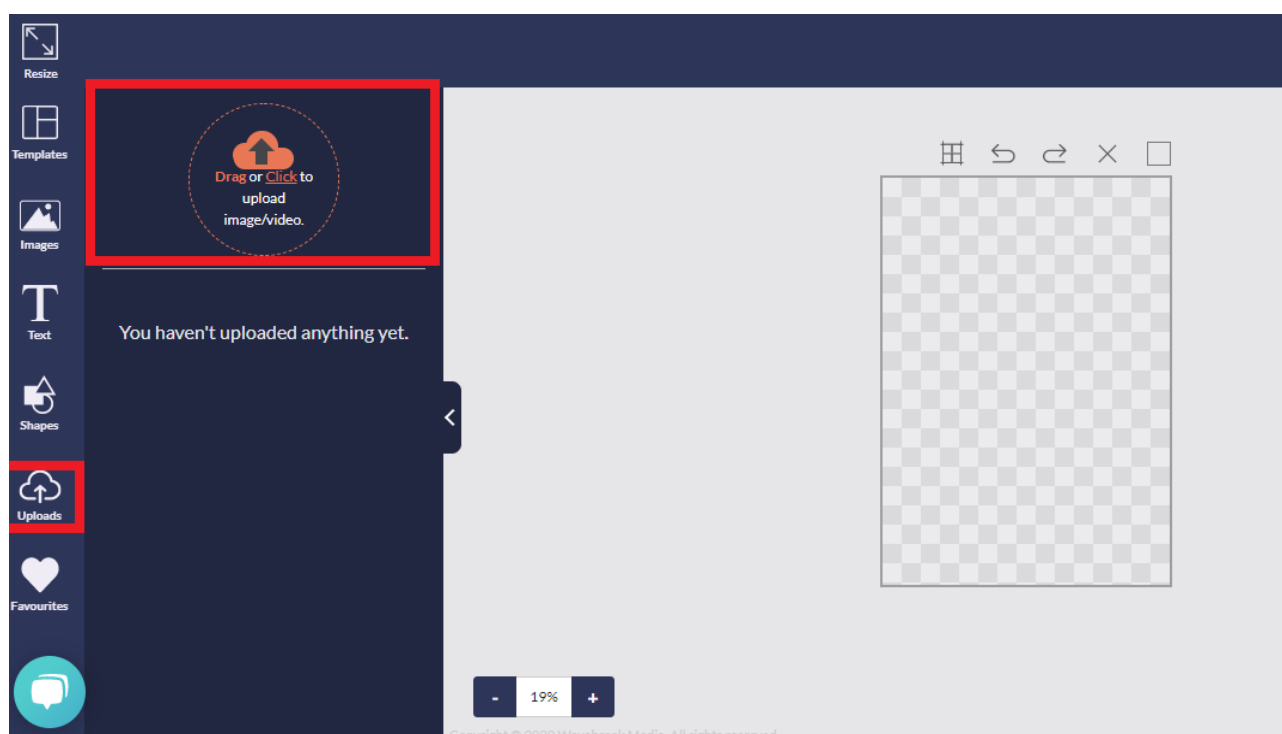 Resize
Templates
Images
Text
Shapes
Uploads
Favourites
Drag or Click to
upload
image/video.
You haven't uploaded anything yet.
- 19% +